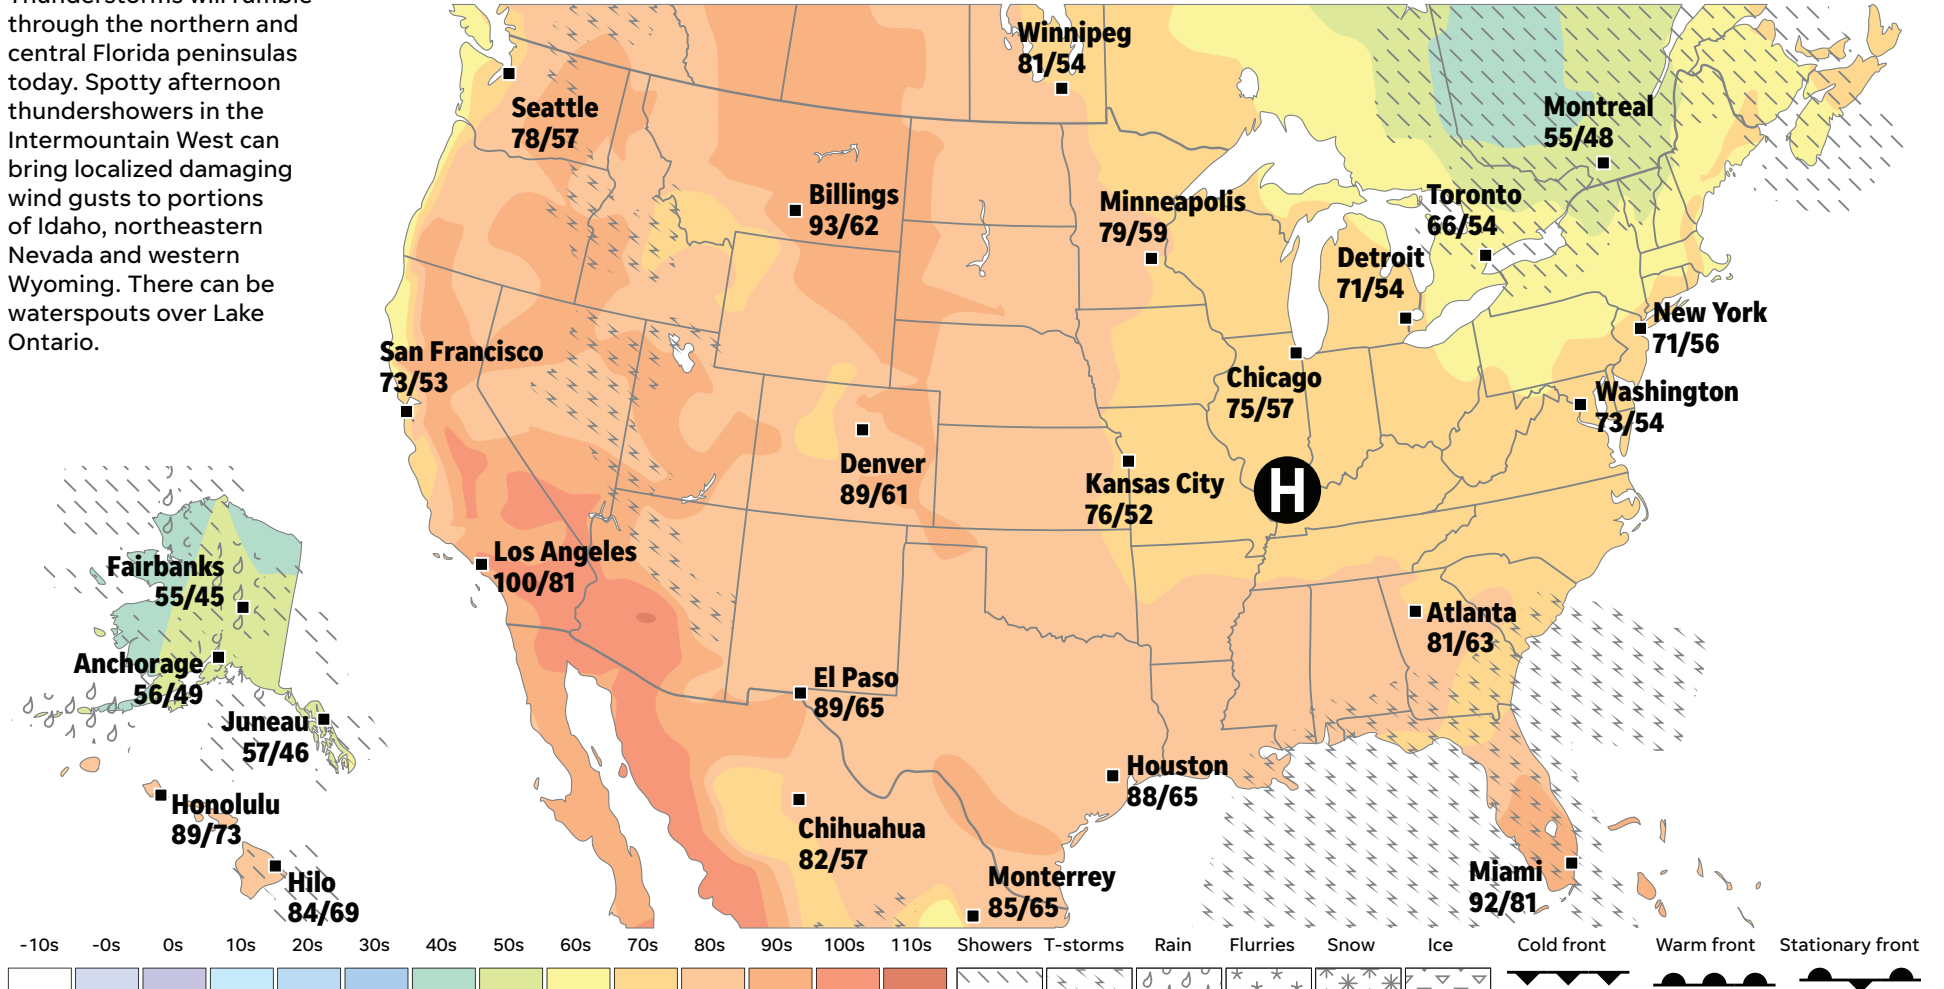 Thunderstorms will rumble
through the northern and
central Florida peninsulas
today. Spotty afternoon
thundershowers in the
Intermountain West can
bring localized damaging
wind gusts to portions
of Idaho, northeastern
Nevada and western
Wyoming. There can be
waterspouts over Lake
Ontario.
Winnipeg
81/54
Seattle
78/57
Montreal
55/48
Billings
93/62
Minneapolis
79/59
Toronto
66/54
Detroit
71/54
New York
71/56
San Francisco
73/53
Chicago
75/57
Washington
73/54
Denver
89/61
Kansas City
76/52
H
Los Angeles
100/81
Fairbanks
55/45
Atlanta
81/63
Anchorage
56/49
El Paso
89/65
Juneau
57/46
Houston
88/65
Honolulu
89/73
Chihuahua
82/57
Miami
92/81
Monterrey
85/65
Hilo
84/69
-10s -0s 0s 10s 20s 30s 40s 50s 60s 70s 80s 90s 100s 110s Showers T-storms Rain Flurries Snow Ice Cold front Warm front Stationary front